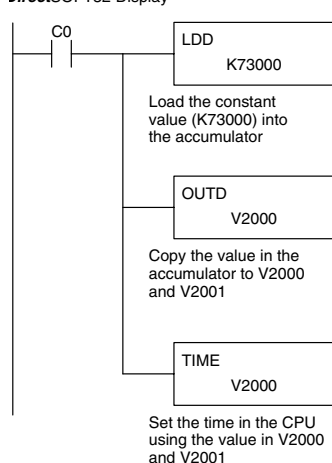 C0
LDD
K73000
Load the constant
value (K73000) into
the accumulator
OUTD
V2000
Copy the value in the
accumulator to V2000
and V2001
TIME
V2000
Set the time in the CPU
using the value in V2000
and V2001